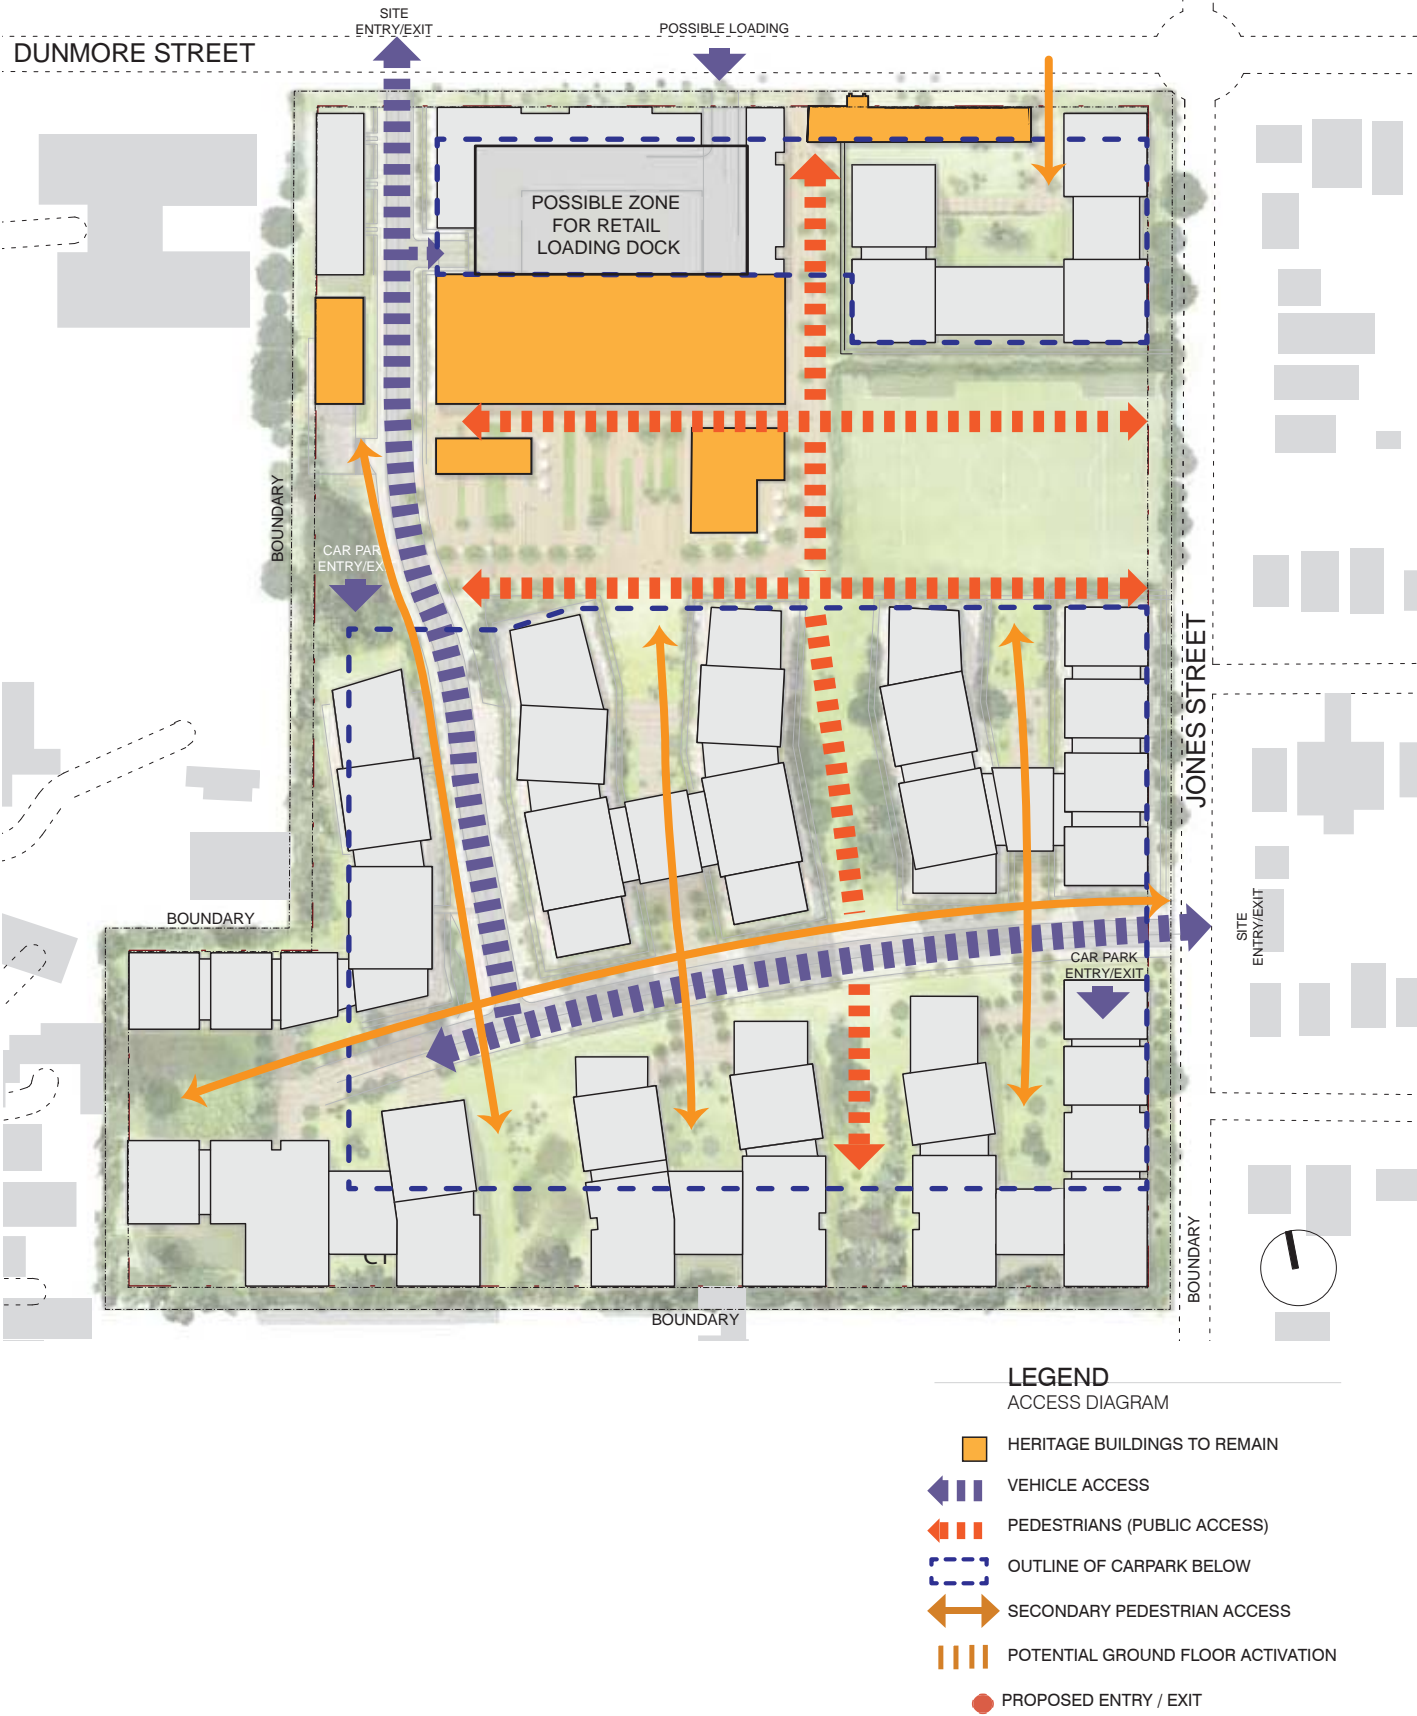 SITE
ENTRY/EXIT
POSSIBLE LOADING
DUNMORE STREET
POSSIBLE ZONE
FOR RETAIL
LOADING DOCK
BOUNDARY
CAR PAR
ENTRY/EX
JONES STREET
BOUNDARY
SITE
ENTRY/EXIT
CAR PARK
ENTRY/EXIT
BOUNDARY
BOUNDARY
LEGEND
ACCESS DIAGRAM
HERITAGE BUILDINGS TO REMAIN
VEHICLE ACCESS
PEDESTRIANS (PUBLIC ACCESS)
OUTLINE OF CARPARK BELOW
SECONDARY PEDESTRIAN ACCESS
POTENTIAL GROUND FLOOR ACTIVATION
PROPOSED ENTRY / EXIT